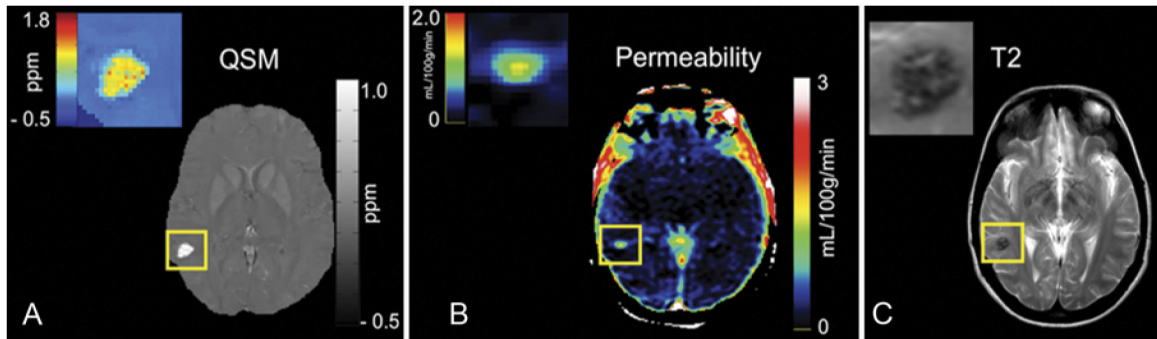 1.8
ppm
- 0.5
QSM
1.0
ppm
- 0.5
A
2.0
mL/100g/min
0
Permeability
3
mL/100g/min
0
B
T2
C